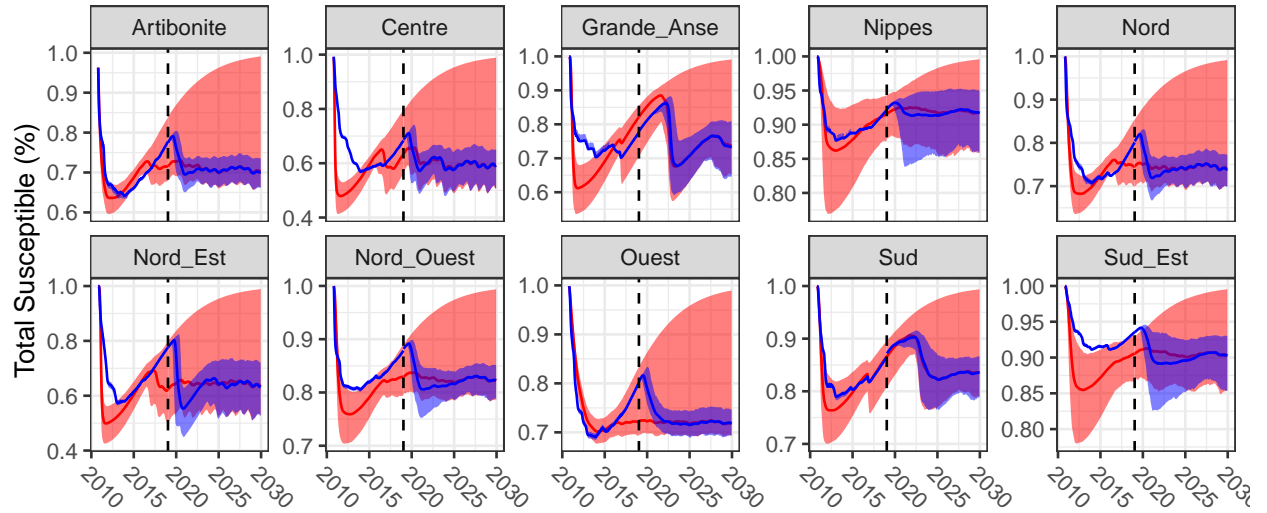 Artibonite Centre Grande_Anse Nippes Nord
1.0 1.0 1.0 1.00 1.0
0.9 0.8 0.9 0.95 0.9
0.8 0.6 0.8 0.90 0.8
0.7 0.4 0.7 0.85 0.7
0.6 0.6 0.80
Total Susceptible (%)
Nord_Est Nord_Ouest Ouest Sud Sud_Est
1.0 1.0 1.0 1.0 1.00
0.8 0.9 0.9 0.9 0.95
0.6 0.8 0.8 0.8 0.90
0.4 0.7 0.7 0.7 0.85
0.80
2010 2015 2020 2025 2030 2010 2015 2020 2025 2030 2010 2015 2020 2025 2030 2010 2015 2020 2025 2030 2010 2015 2020 2025 2030